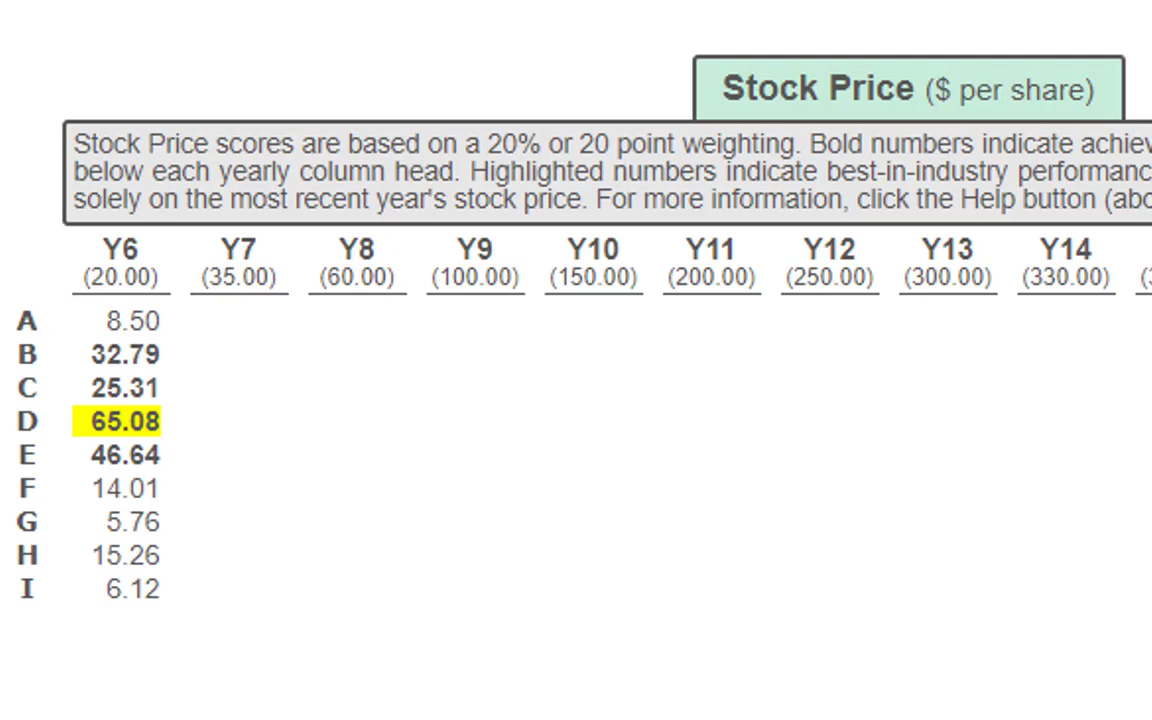 Stock Price ($ per share)
Stock Price scores are based on a 20% or 20 point weighting. Bold numbers indicate
below each yearly column head. Highlighted numbers indicate best-in-industry
solely on the most recent year's stock price. For more information, click the Help button
Y6 Y7 Y8 Y9 Y10 Y11 Y12 Y13 Y14
(20.00) (35.00) (60.00) (100.00) (150.00) (200.00) (250.00) (300.00) (330.00)
A 8.50
B 32.79
C 25.31
D 65.08
E 46.64
F 14.01
G 5.76
H 15.26
I 6.12